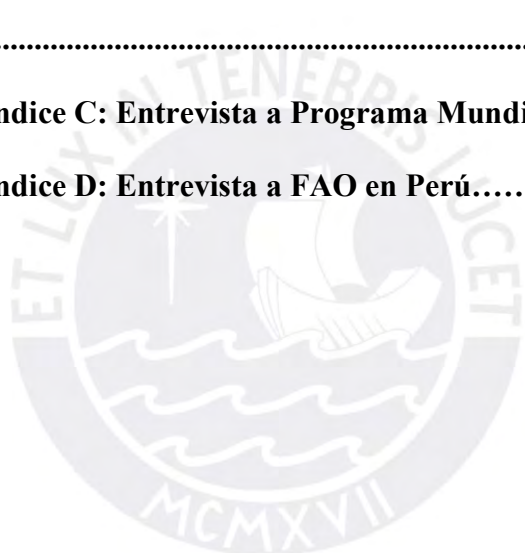 ......................................................................
ndice C: Entrevista a Programa Mundi
ndice D: Entrevista a FAO en Perú……
ET LUX IN TENEBRIS LUCET
MCMXVII